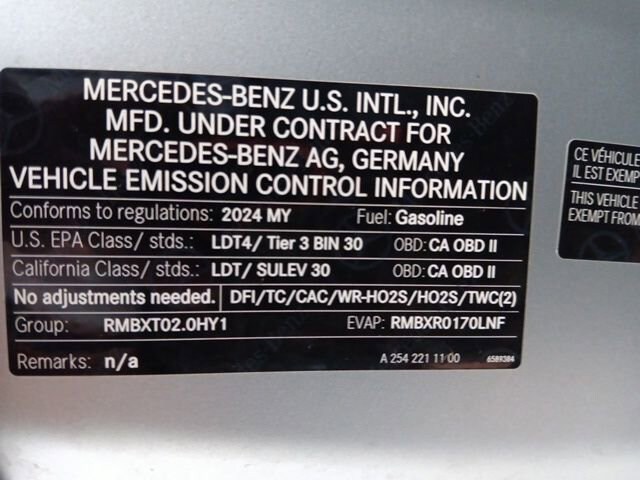 MERCEDES-BENZ U.S. INTL., INC.
MFD. UNDER CONTRACT FOR
MERCEDES-BENZ AG, GERMANY
VEHICLE EMISSION CONTROL INFORMATION
Conforms to regulations: 2024 MY Fuel: Gasoline
U.S. EPA Class/ stds.: LDT4/ Tier 3 BIN 30 OBD: CA OBD II
California Class/ stds.: LDT/ SULEV 30 OBD: CA OBD II
No adjustments needed. DFI/TC/CAC/WR-HO2S/HO2S/TWC(2)
Group: RMBXT02.0HY1 EVAP: RMBXR0170LNF
Remarks: n/a A 254 221 11 00 6589384
CE VÉHICULE
IL EST EXEMP
THIS VEHICLE
EXEMPT FROM